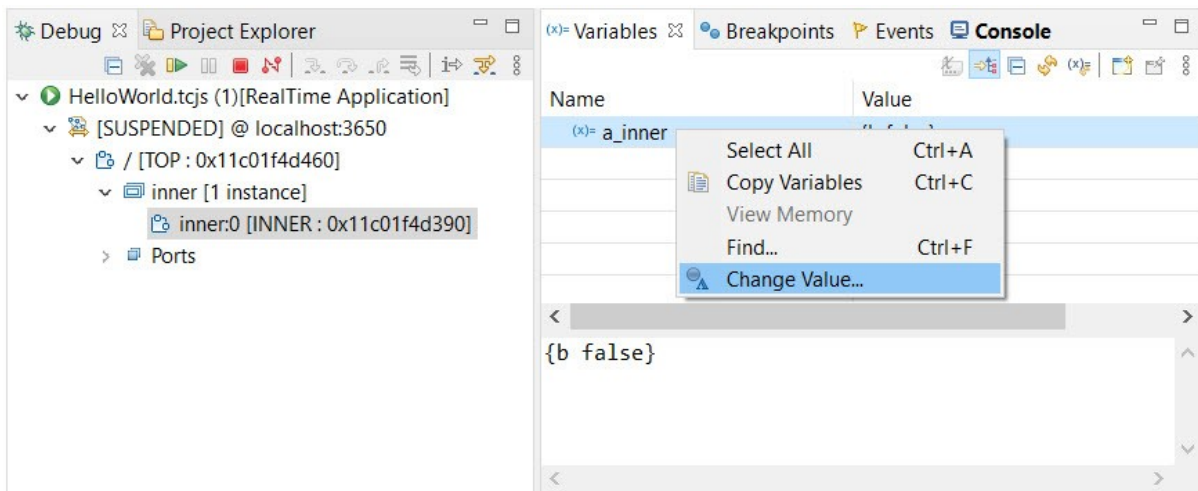 Debug Project Explorer
HelloWorld.tcjs (1)[RealTime Application]
[SUSPENDED] @ localhost:3650
/ [TOP : 0x11c01f4d460]
inner [1 instance]
inner:0 [INNER : 0x11c01f4d390]
Ports
(x)= Variables Breakpoints Events Console
Name Value
(x)= a_inner
Select All Ctrl+A
Copy Variables Ctrl+C
View Memory
Find... Ctrl+F
Change Value...
{b false}